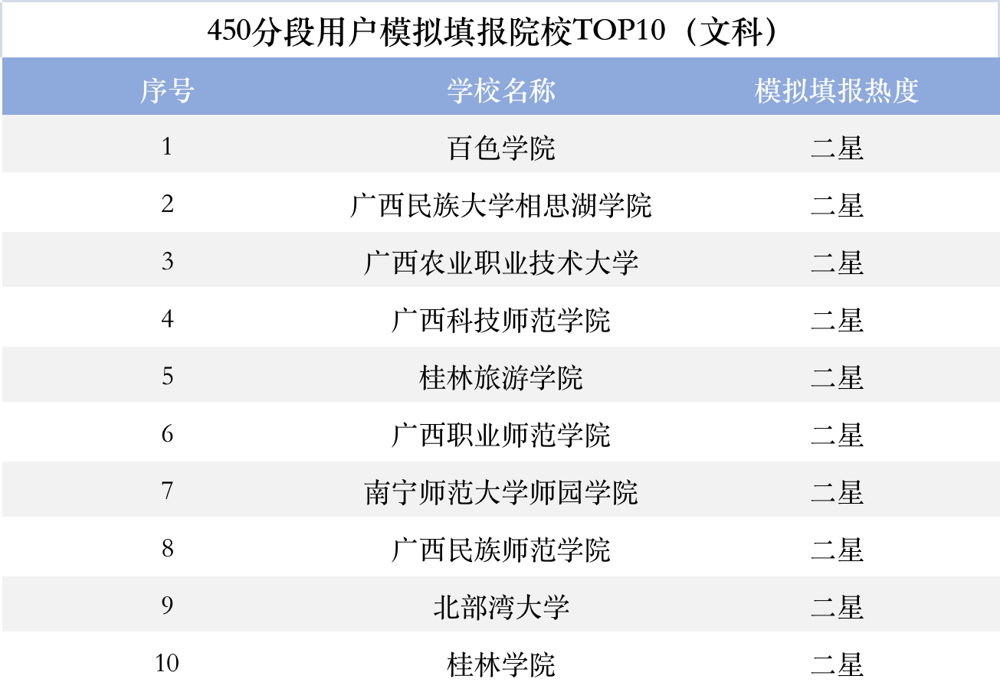 450分段用户模拟填报院校TOP10（文科）
序号 学校名称 模拟填报热度
1 百色学院 二星
2 广西民族大学相思湖学院 二星
3 广西农业职业技术大学 二星
4 广西科技师范学院 二星
5 桂林旅游学院 二星
6 广西职业师范学院 二星
7 南宁师范大学师园学院 二星
8 广西民族师范学院 二星
9 北部湾大学 二星
10 桂林学院 二星